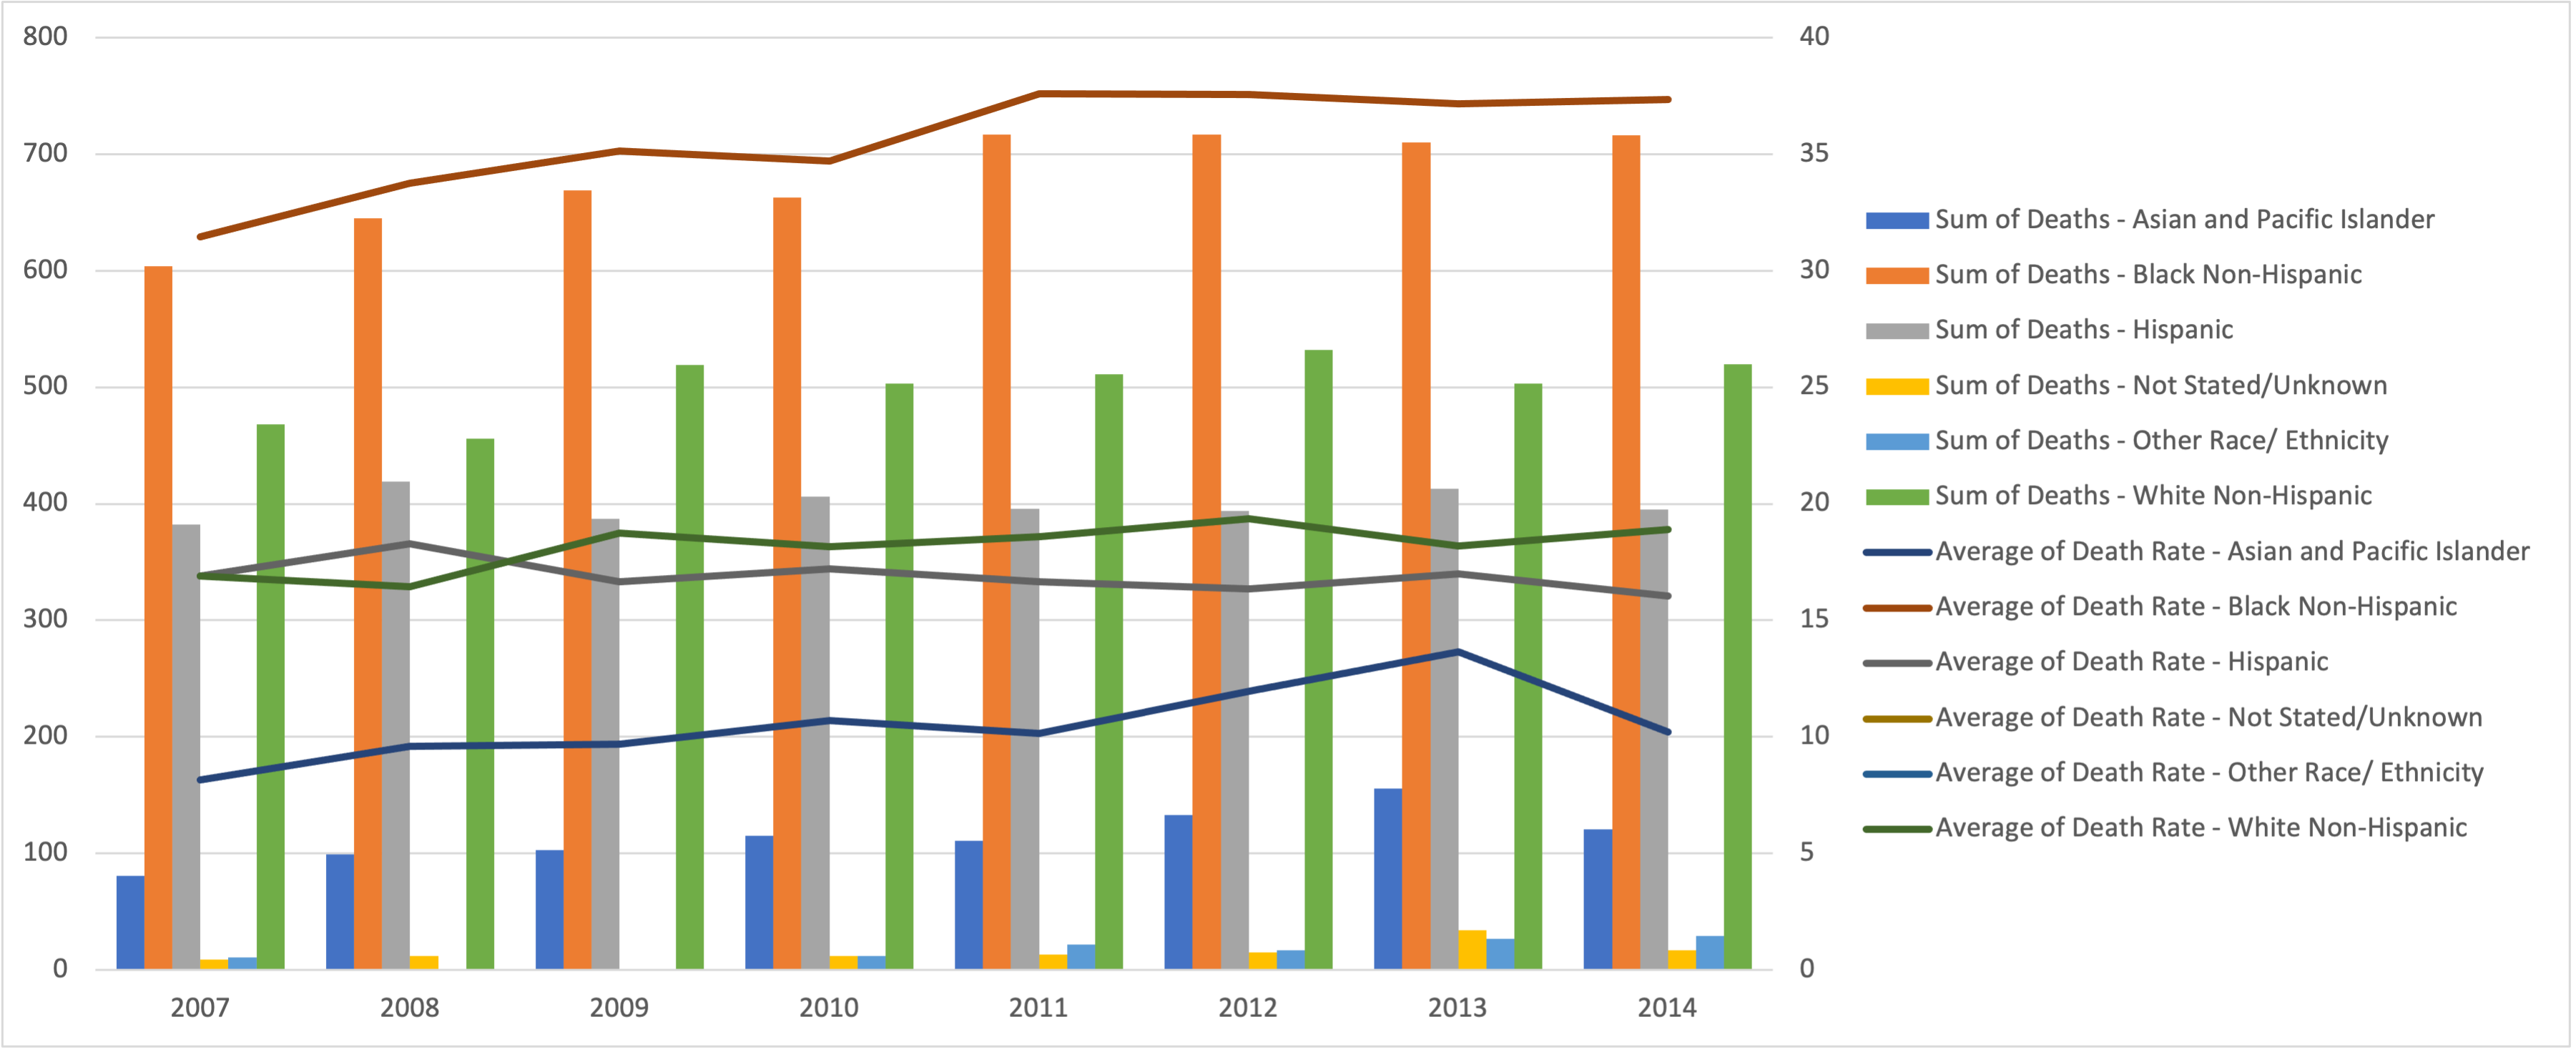 800
700
600
500
400
300
200
100
0
40
35
30
25
20
15
10
5
0
2007
2008
2009
2010
2011
2012
2013
2014
Sum of Deaths - Asian and Pacific Islander
Sum of Deaths - Black Non-Hispanic
Sum of Deaths - Hispanic
Sum of Deaths - Not Stated/Unknown
Sum of Deaths - Other Race/ Ethnicity
Sum of Deaths - White Non-Hispanic
Average of Death Rate - Asian and Pacific Islander
Average of Death Rate - Black Non-Hispanic
Average of Death Rate - Hispanic
Average of Death Rate - Not Stated/Unknown
Average of Death Rate - Other Race/ Ethnicity
Average of Death Rate - White Non-Hispanic